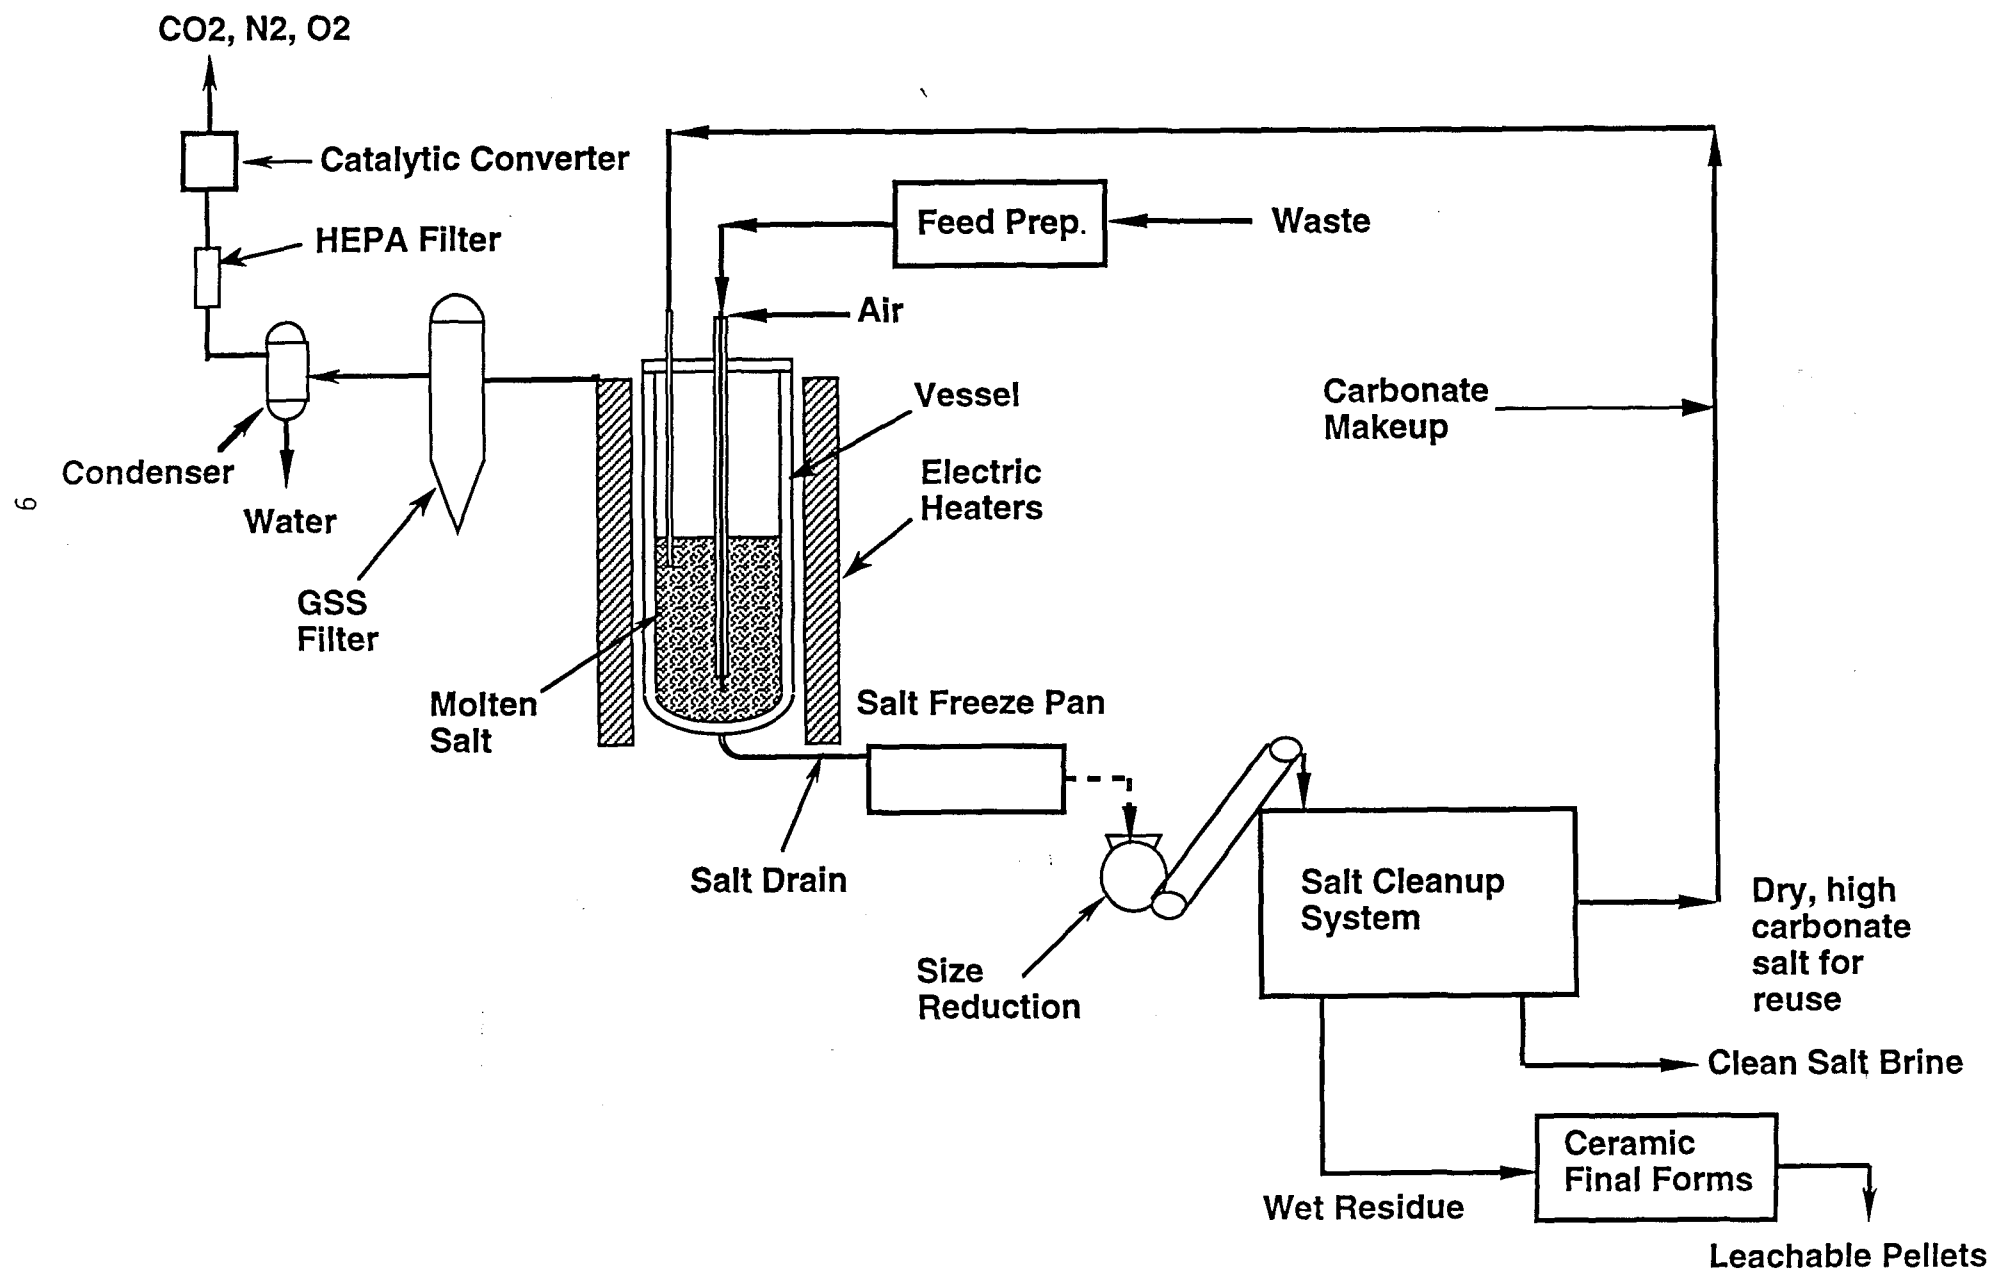 CO2, N2, O2
Catalytic Converter
HEPA Filter
Feed Prep.
Waste
Air
Vessel
Carbonate
Makeup
Condenser
Electric
Heaters
9
Water
GSS
Filter
Molten
Salt
Salt Freeze Pan
Salt Drain
Salt Cleanup
System
Dry, high
carbonate
salt for
reuse
Size
Reduction
Clean Salt Brine
Ceramic
Final Forms
Wet Residue
Leachable Pellets